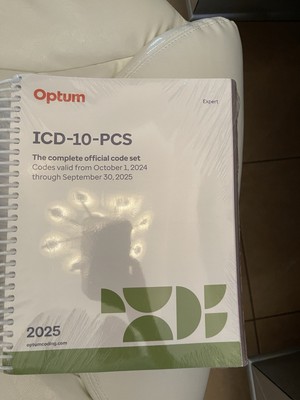 Optum
Expert
ICD-10-PCS
The complete official code set
Codes valid from October 1, 2024
through September 30, 2025
2025
optumcoding.com